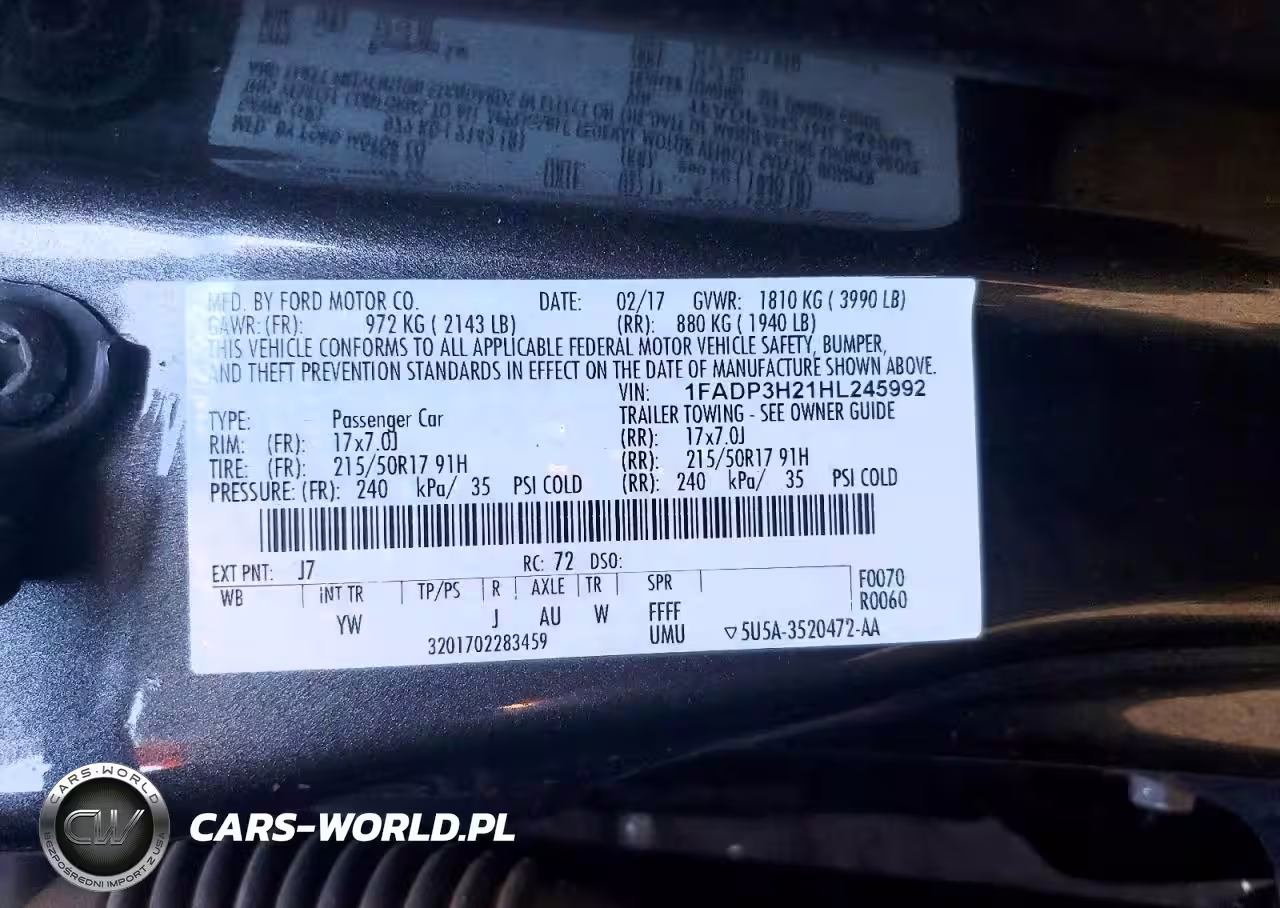 MFD. BY FORD MOTOR CO. DATE: 02/17 GVWR: 1810 KG ( 3990 LB)
GAWR: (FR): 972 KG ( 2143 LB) (RR): 880 KG ( 1940 LB)
THIS VEHICLE CONFORMS TO ALL APPLICABLE FEDERAL MOTOR VEHICLE SAFETY, BUMPER,
AND THEFT PREVENTION STANDARDS IN EFFECT ON THE DATE OF MANUFACTURE SHOWN ABOVE.
VIN: 1FADP3H21HL245992
TYPE: Passenger Car TRAILER TOWING - SEE OWNER GUIDE
RIM: (FR): 17x7.0J (RR): 17x7.0J
TIRE: (FR): 215/50R17 91H (RR): 215/50R17 91H
PRESSURE: (FR): 240 kPa/ 35 PSI COLD (RR): 240 kPa/ 35 PSI COLD
EXT PNT: J7 RC: 72 DSO:
WB INT TR TP/PS R AXLE TR SPR F0070
R0060
YW J AU W FFFF
UMU
3201702283459 ▽5U5A-3520472-AA
CARS-WORLD
CW
BEZPOŚREDNI IMPORT Z USA
CARS-WORLD.PL